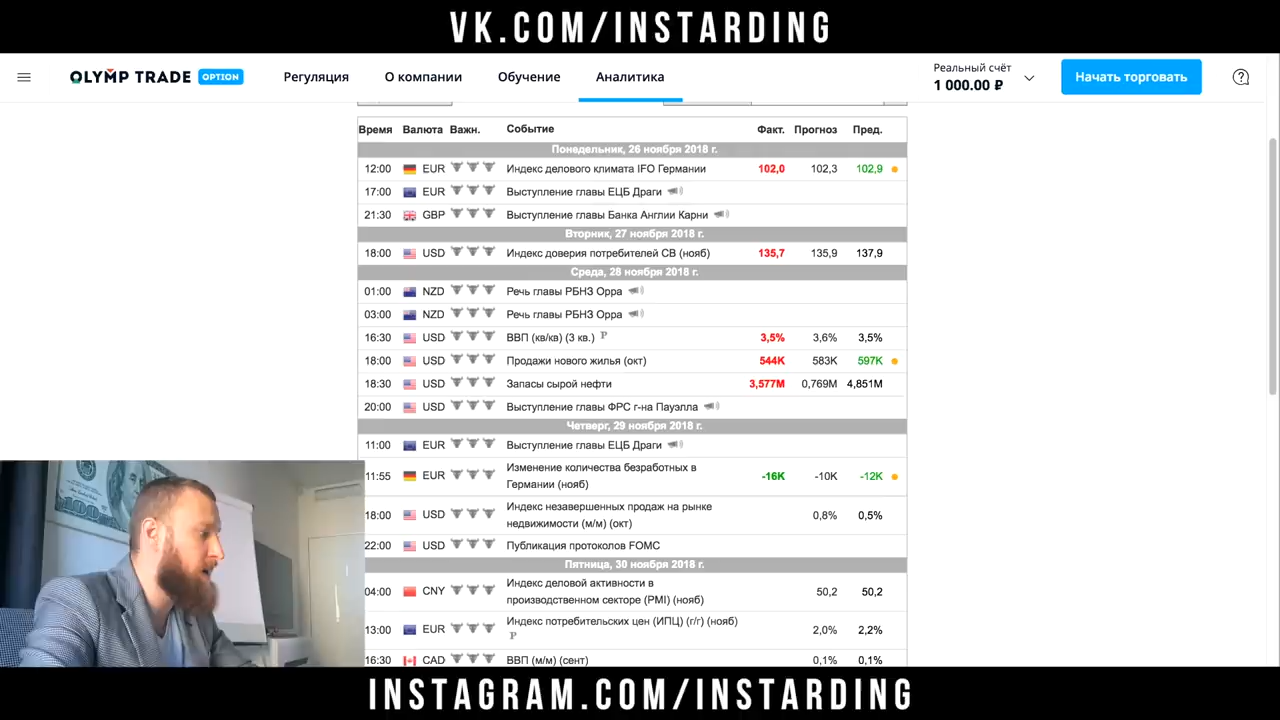 VK.COM/INSTARDING
OLYMP TRADE OPTION Регуляция О компании Обучение Аналитика Реальный счёт 1 000.00 ₽ Начать торговать
Время Валюта Важн. Событие Факт. Прогноз Пред.
Понедельник, 26 ноября 2018 г.
12:00 EUR Индекс делового климата IFO Германии 102,0 102,3 102,9
17:00 EUR Выступление главы ЕЦБ Драги
21:30 GBP Выступление главы Банка Англии Карни
Вторник, 27 ноября 2018 г.
18:00 USD Индекс доверия потребителей CB (нояб) 135,7 135,9 137,9
Среда, 28 ноября 2018 г.
01:00 NZD Речь главы РБНЗ Орра
03:00 NZD Речь главы РБНЗ Орра
16:30 USD ВВП (кв/кв) (3 кв.) P 3,5% 3,6% 3,5%
18:00 USD Продажи нового жилья (окт) 544K 583K 597K
18:30 USD Запасы сырой нефти 3,577M 0,769M 4,851M
20:00 USD Выступление главы ФРС г-на Пауэлла
Четверг, 29 ноября 2018 г.
11:00 EUR Выступление главы ЕЦБ Драги
11:55 EUR Изменение количества безработных в
Германии (нояб) -16K -10K -12K
18:00 USD Индекс незавершенных продаж на рынке
недвижимости (м/м) (окт) 0,8% 0,5%
22:00 USD Публикация протоколов FOMC
Пятница, 30 ноября 2018 г.
04:00 CNY Индекс деловой активности в
производственном секторе (PMI) (нояб) 50,2 50,2
13:00 EUR Индекс потребительских цен (ИПЦ) (г/г) (нояб)
P 2,0% 2,2%
16:30 CAD ВВП (м/м) (сент) 0,1% 0,1%
INSTAGRAM.COM/INSTARDING